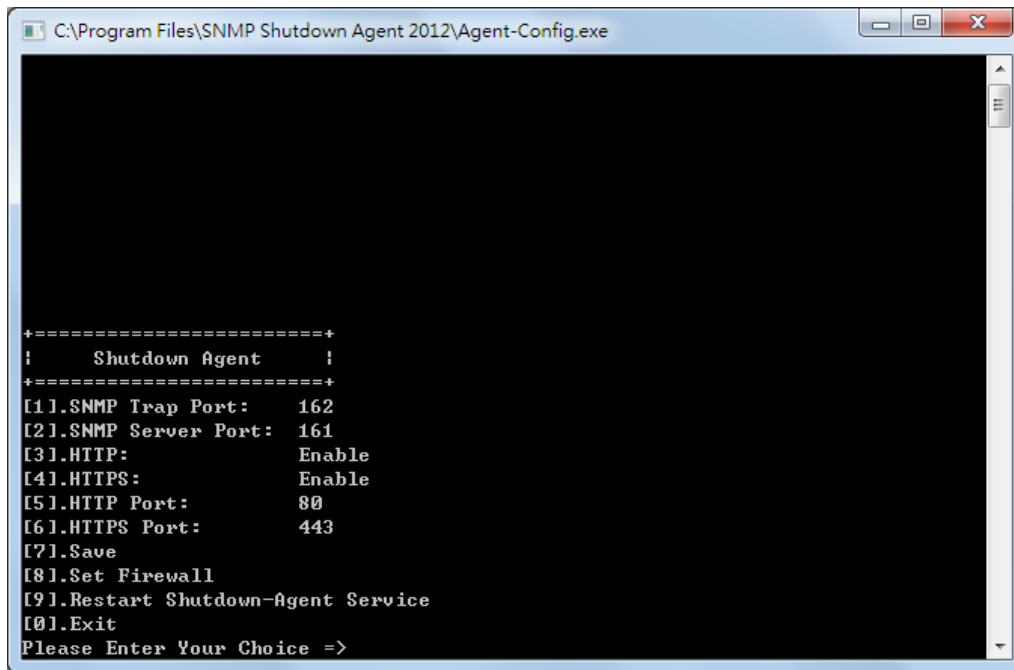 C:\Program Files\SNMP Shutdown Agent 2012\Agent-Config.exe
+========================+
¦     Shutdown Agent     ¦
+========================+
[1].SNMP Trap Port:    162
[2].SNMP Server Port:  161
[3].HTTP:              Enable
[4].HTTPS:             Enable
[5].HTTP Port:         80
[6].HTTPS Port:        443
[7].Save
[8].Set Firewall
[9].Restart Shutdown-Agent Service
[0].Exit
Please Enter Your Choice =>